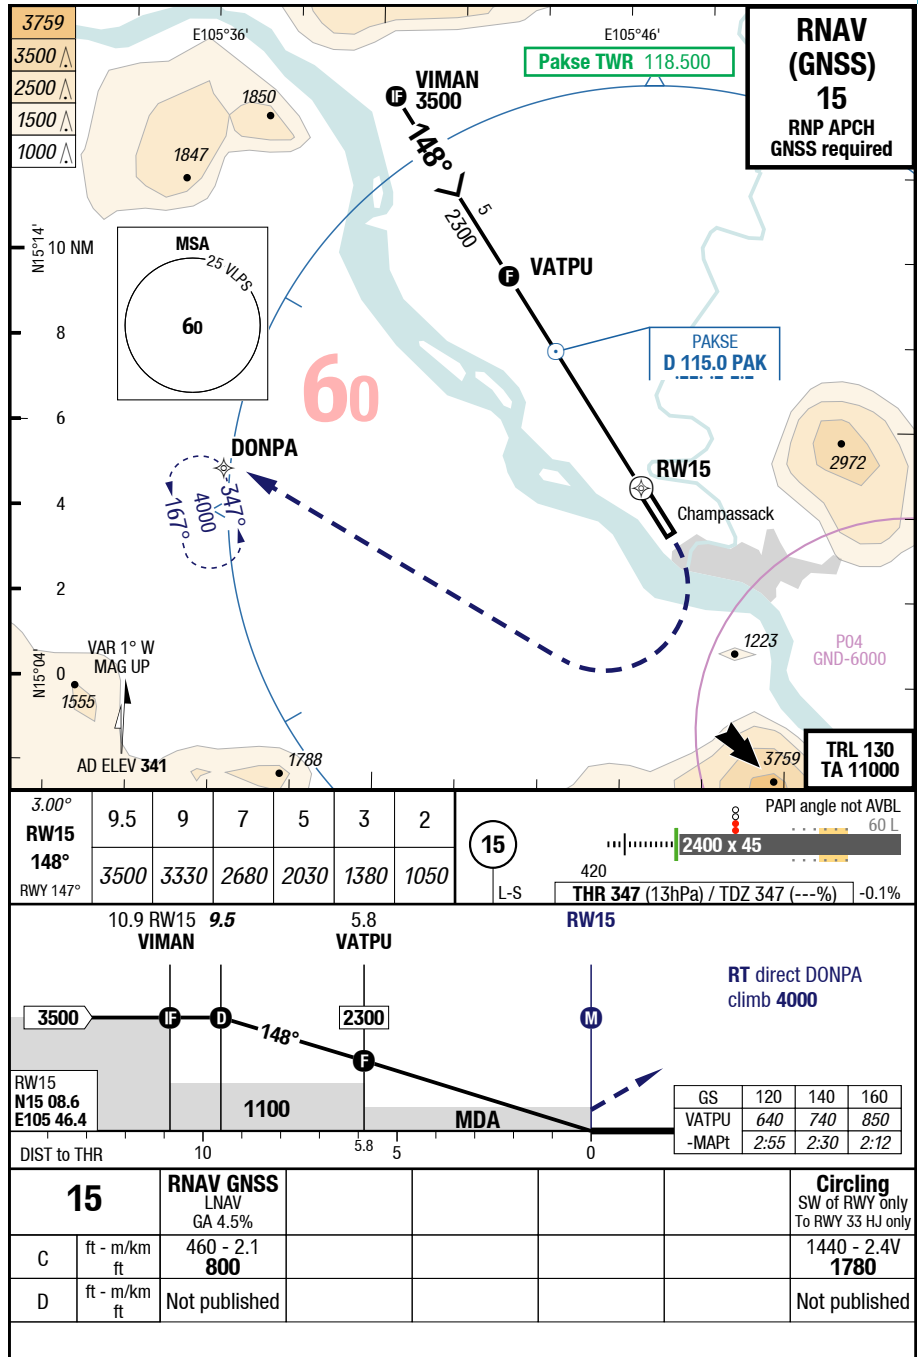 3759
3500
2500
1500
1000
E105°36'
E105°46'
Pakse TWR 118.500
RNAV
(GNSS)
15
RNP APCH
GNSS required
VIMAN
3500
148°
5
2300
1850
1847
N15°14'
10 NM
8
6
4
2
0
N15°04'
MSA
25 VLPS
60
60
VATPU
PAKSE
D 115.0 PAK
DONPA
347°
4000
167°
RW15
Champassack
2972
1223
P04
GND-6000
VAR 1° W
MAG UP
1555
AD ELEV 341
1788
3759
TRL 130
TA 11000
3.00°
RW15
148°
RWY 147°
9.5 9 7 5 3 2
3500 3330 2680 2030 1380 1050
15
L-S
PAPI angle not AVBL
60 L
2400 x 45
420
THR 347 (13hPa) / TDZ 347 (---%)
-0.1%
10.9 RW15 9.5 5.8 RW15
VIMAN VATPU
RT direct DONPA
climb 4000
3500 IF D 2300 M
148°
F
RW15
N15 08.6
E105 46.4
1100
MDA
GS 120 140 160
VATPU 640 740 850
-MAPt 2:55 2:30 2:12
DIST to THR 10 5.8 5 0
15
RNAV GNSS
LNAV
GA 4.5%
Circling
SW of RWY only
To RWY 33 HJ only
C ft - m/km 460 - 2.1 1440 - 2.4V
ft 800 1780
D ft - m/km Not published Not published
ft
IF
F